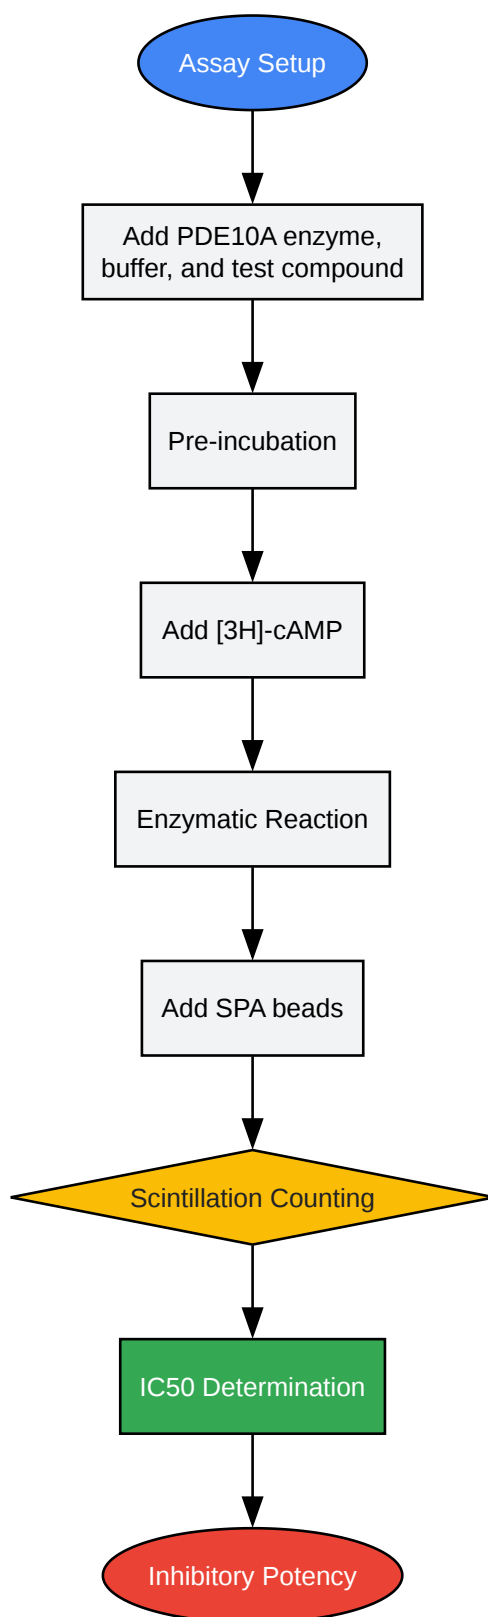 Assay Setup
Add PDE10A enzyme,
buffer, and test compound
Pre-incubation
Add [3H]-cAMP
Enzymatic Reaction
Add SPA beads
Scintillation Counting
IC50 Determination
Inhibitory Potency